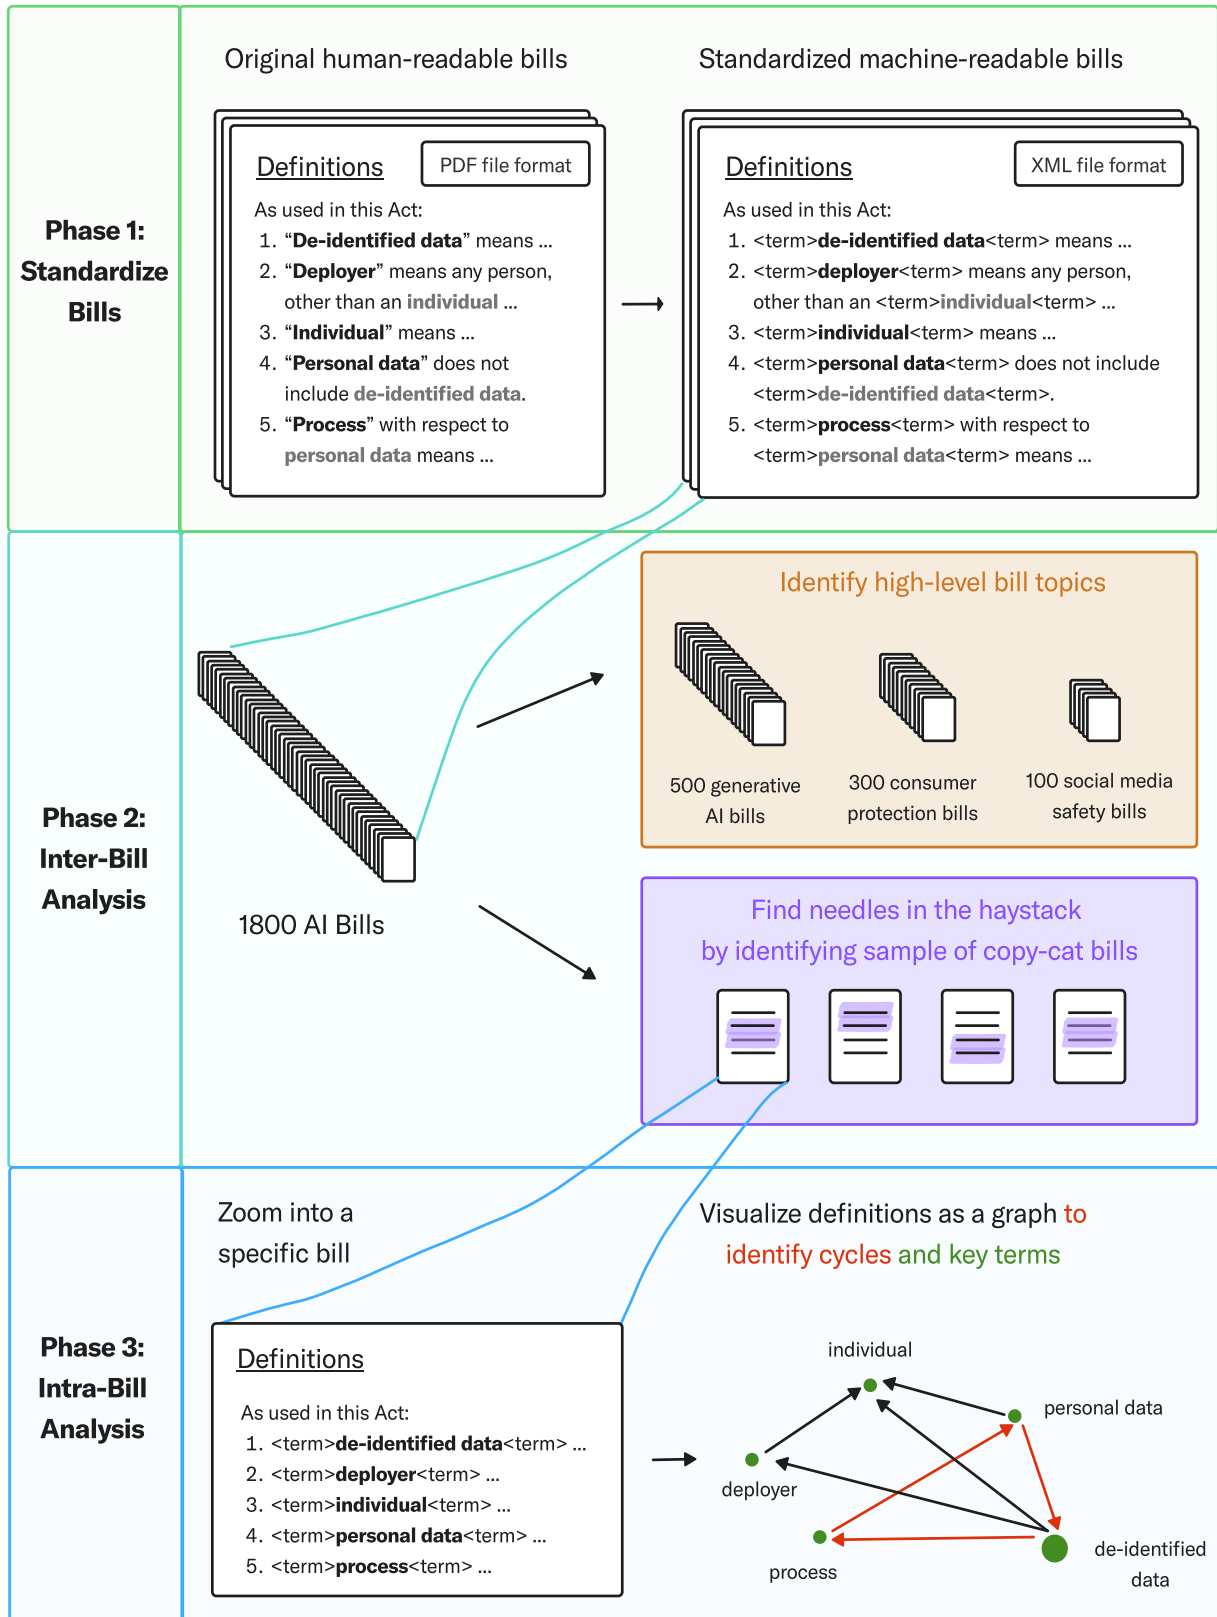 Phase 1:
Standardize
Bills
Original human-readable bills
Definitions
PDF file format
As used in this Act:
1. “De-identified data” means ...
2. “Deployer” means any person,
other than an individual ...
3. “Individual” means ...
4. “Personal data” does not
include de-identified data.
5. “Process” with respect to
personal data means ...
Standardized machine-readable bills
Definitions
XML file format
As used in this Act:
1. <term>de-identified data<term> means ...
2. <term>deployer<term> means any person,
other than an <term>individual<term> ...
3. <term>individual<term> means ...
4. <term>personal data<term> does not include
<term>de-identified data<term>.
5. <term>process<term> with respect to
<term>personal data<term> means ...
Phase 2:
Inter-Bill
Analysis
1800 AI Bills
Identify high-level bill topics
500 generative
AI bills
300 consumer
protection bills
100 social media
safety bills
Find needles in the haystack
by identifying sample of copy-cat bills
Phase 3:
Intra-Bill
Analysis
Zoom into a
specific bill
Definitions
As used in this Act:
1. <term>de-identified data<term> ...
2. <term>deployer<term> ...
3. <term>individual<term> ...
4. <term>personal data<term> ...
5. <term>process<term> ...
Visualize definitions as a graph to
identify cycles and key terms
individual
personal data
deployer
process
de-identified
data